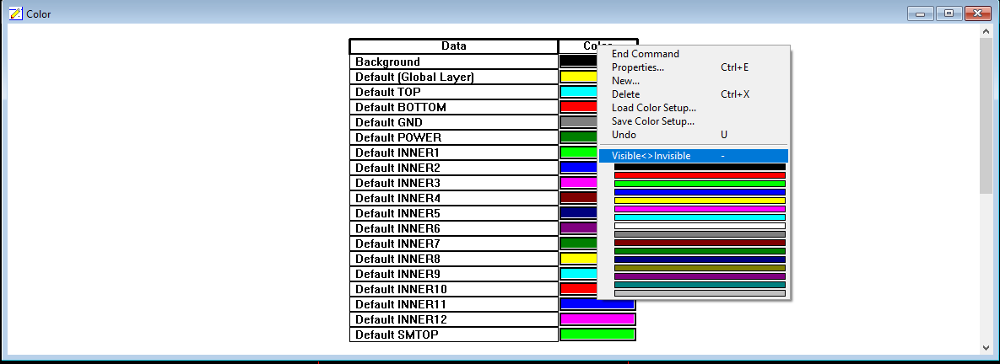 Color
Data Color
Background
Default (Global Layer)
Default TOP
Default BOTTOM
Default GND
Default POWER
Default INNER1
Default INNER2
Default INNER3
Default INNER4
Default INNER5
Default INNER6
Default INNER7
Default INNER8
Default INNER9
Default INNER10
Default INNER11
Default INNER12
Default SMTOP
End Command
Properties... Ctrl+E
New...
Delete Ctrl+X
Load Color Setup...
Save Color Setup...
Undo U
Visible<>Invisible -